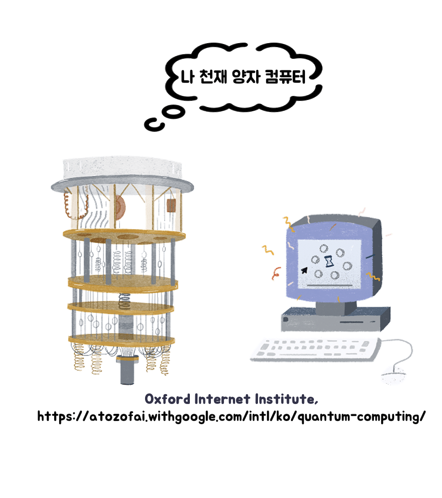 나 천재 양자 컴퓨터
Oxford Internet Institute,
https://atozofai.withgoogle.com/intl/ko/quantum-computing/